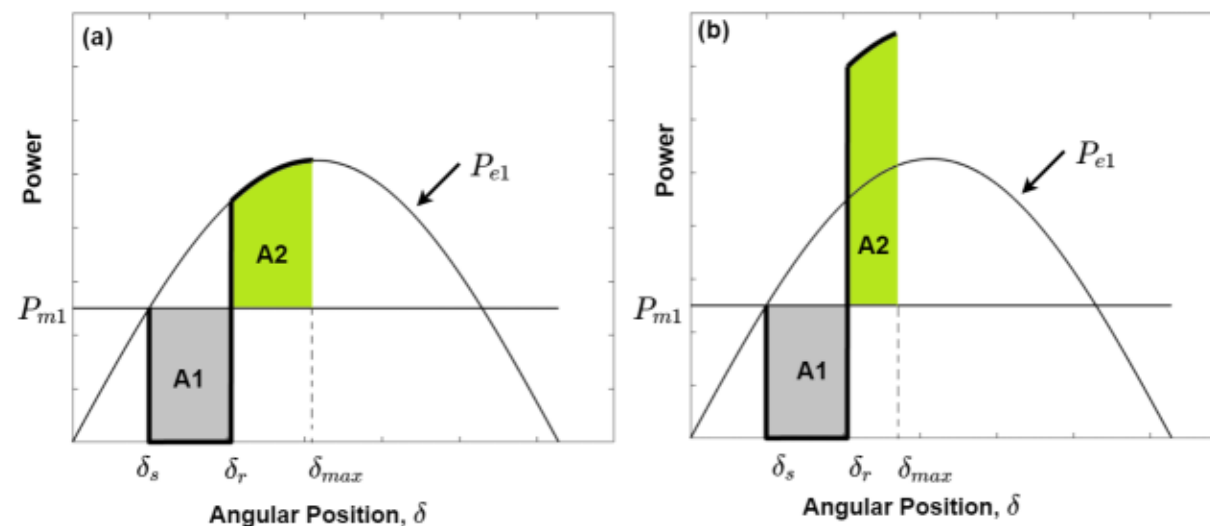 (a)
Power
P_{e1}
A2
P_{m1}
A1
δ_s
δ_r
δ_{max}
Angular Position, δ
(b)
Power
P_{e1}
A2
P_{m1}
A1
δ_s
δ_r
δ_{max}
Angular Position, δ